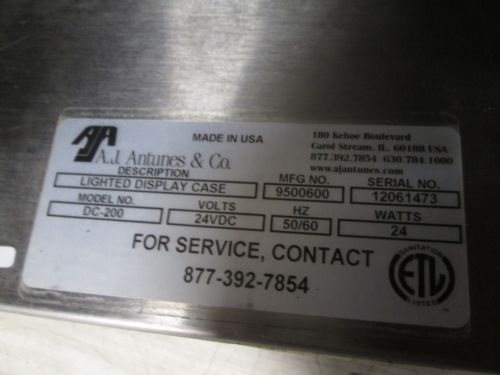 AJA
A.J. Antunes & Co.
MADE IN USA
180 Kehoe Boulevard
Carol Stream, IL. 60188 USA
877.392.7854 630.784.1000
www.ajantunes.com
DESCRIPTION MFG NO. SERIAL NO.
LIGHTED DISPLAY CASE 9500600 12061473
MODEL NO. VOLTS HZ WATTS
DC-200 24VDC 50/60 24
FOR SERVICE, CONTACT
877-392-7854
SANITATION
ETL
LISTED